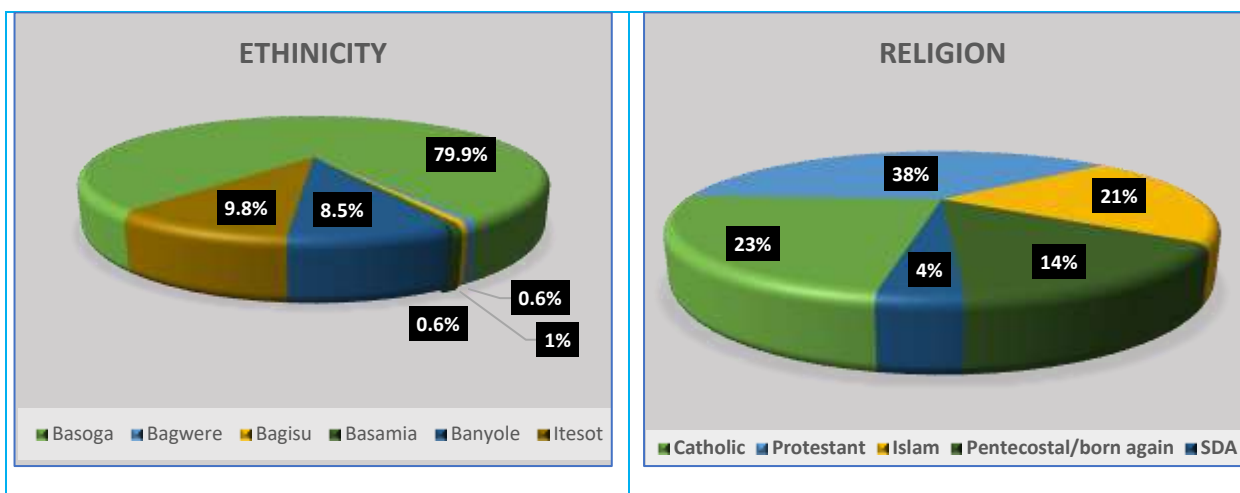 ETHINICITY
79.9%
9.8%
8.5%
0.6%
0.6%
1%
Basoga Bagwere Bagisu Basamia Banyole Itesot
RELIGION
38%
21%
23%
4%
14%
Catholic Protestant Islam Pentecostal/born again SDA